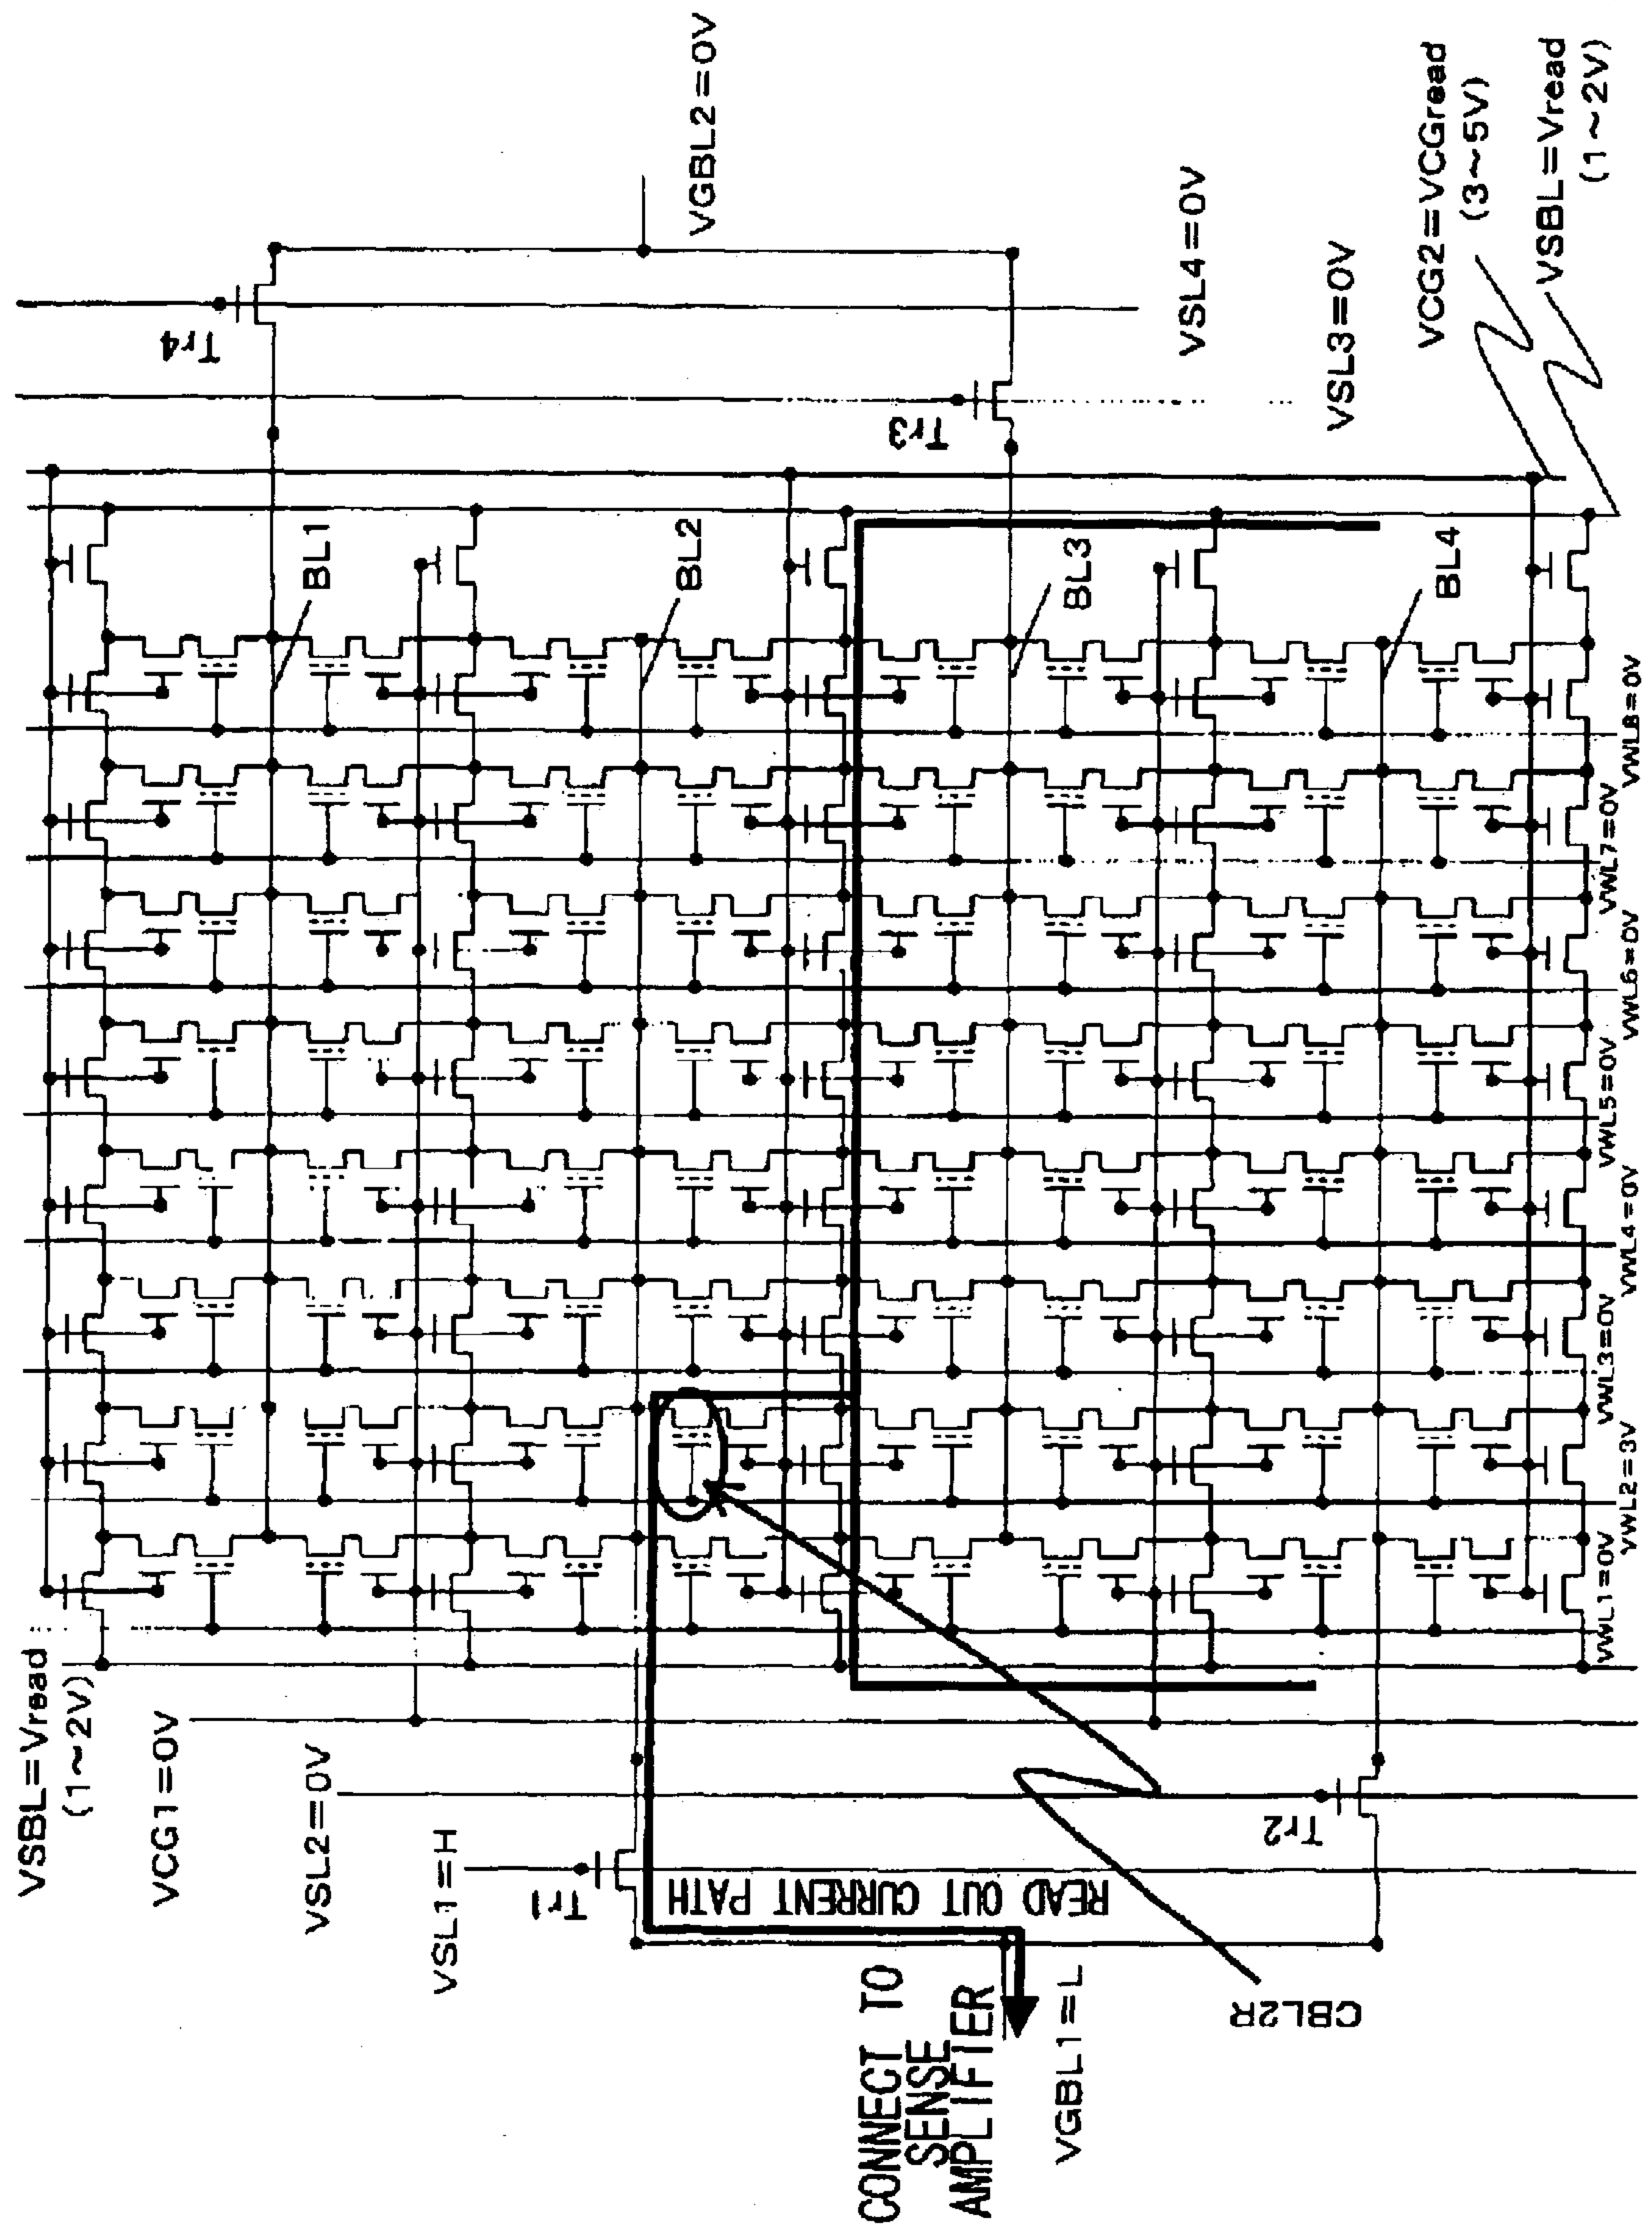 VSBL=Vread
(1~2V)
VCG1=0V
VSL2=0V
VSL1=H
Tr1
READ OUT CURRENT PATH
CONNECT TO
SENSE
AMPLIFIER
VGBL1=L
CBL2R
Tr2
BL1
BL2
BL3
BL4
Tr4
Tr3
VGBL2=0V
VSL4=0V
VSL3=0V
VCG2=VCGread
(3~5V)
VSBL=Vread
(1~2V)
VWL1=0V
VWL2=3V
VWL3=0V
VWL4=0V
VWL5=0V
VWL6=0V
VWL7=0V
VWL8=0V